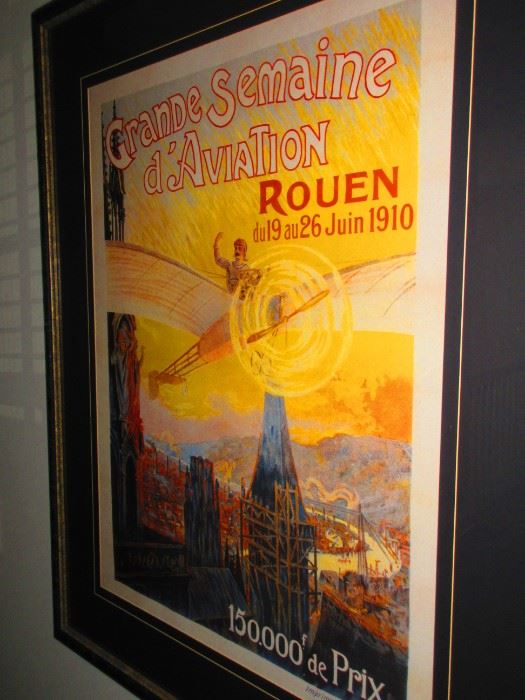 Grande Semaine
d'Aviation
Rouen
du 19 au 26 Juin 1910
150.000f de Prix